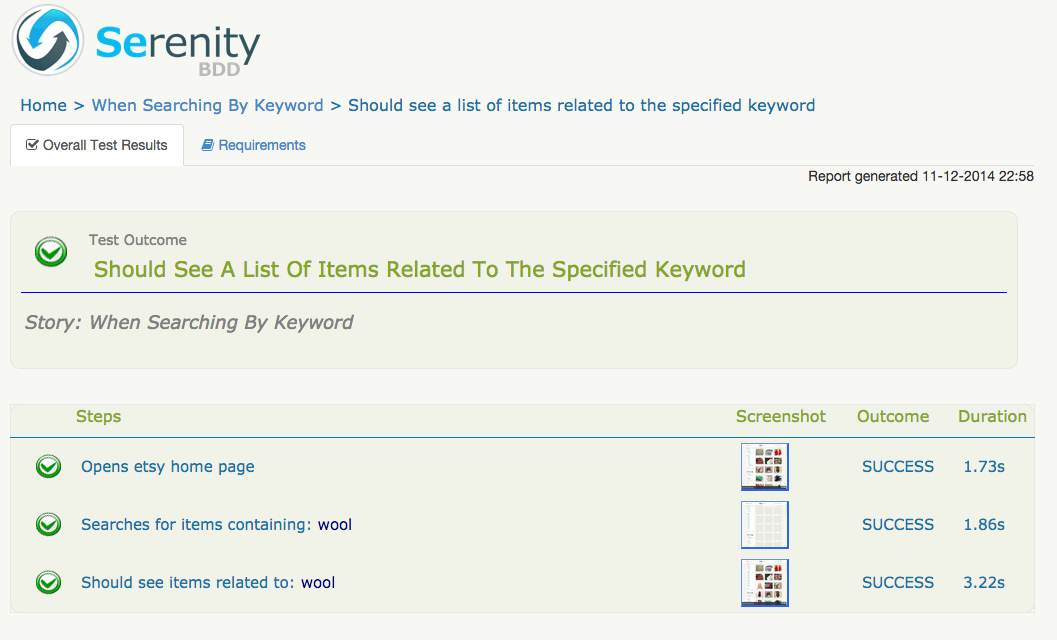 Serenity
BDD
Home > When Searching By Keyword > Should see a list of items related to the specified keyword
Overall Test Results Requirements
Report generated 11-12-2014 22:58
Test Outcome
Should See A List Of Items Related To The Specified Keyword
Story: When Searching By Keyword
Steps Screenshot Outcome Duration
Opens etsy home page SUCCESS 1.73s
Searches for items containing: wool SUCCESS 1.86s
Should see items related to: wool SUCCESS 3.22s